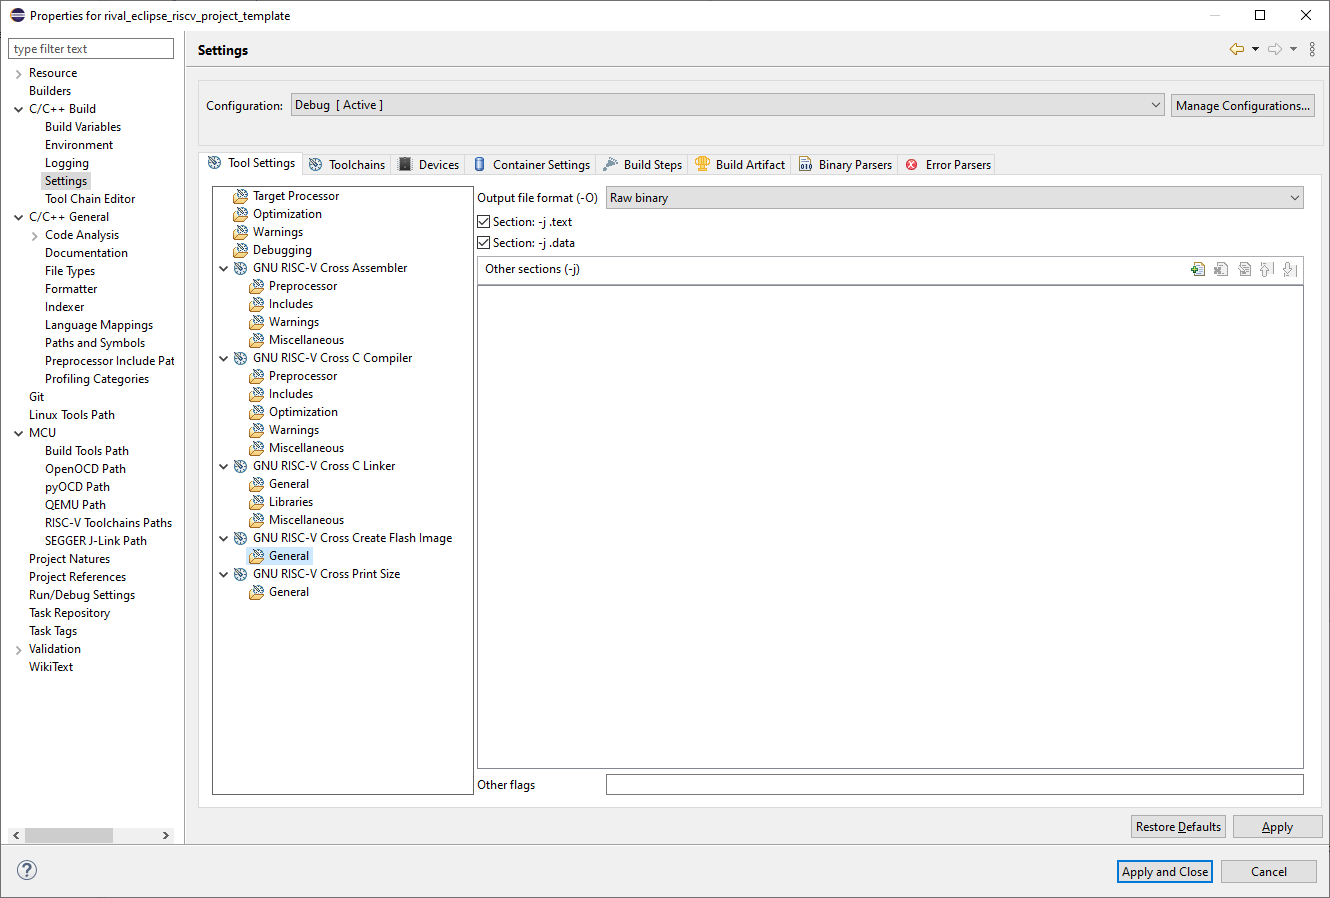 Properties for rival_eclipse_riscv_project_template
type filter text
Resource
Builders
C/C++ Build
Build Variables
Environment
Logging
Settings
Tool Chain Editor
C/C++ General
Code Analysis
Documentation
File Types
Formatter
Indexer
Language Mappings
Paths and Symbols
Preprocessor Include Pat
Profiling Categories
Git
Linux Tools Path
MCU
Build Tools Path
OpenOCD Path
pyOCD Path
QEMU Path
RISC-V Toolchains Paths
SEGGER J-Link Path
Project Natures
Project References
Run/Debug Settings
Task Repository
Task Tags
Validation
WikiText
Settings
Configuration: Debug [ Active ] Manage Configurations...
Tool Settings Toolchains Devices Container Settings Build Steps Build Artifact Binary Parsers Error Parsers
Target Processor
Optimization
Warnings
Debugging
GNU RISC-V Cross Assembler
Preprocessor
Includes
Warnings
Miscellaneous
GNU RISC-V Cross C Compiler
Preprocessor
Includes
Optimization
Warnings
Miscellaneous
GNU RISC-V Cross C Linker
General
Libraries
Miscellaneous
GNU RISC-V Cross Create Flash Image
General
GNU RISC-V Cross Print Size
General
Output file format (-O) Raw binary
Section: -j .text
Section: -j .data
Other sections (-j)
Other flags
Restore Defaults Apply
Apply and Close Cancel